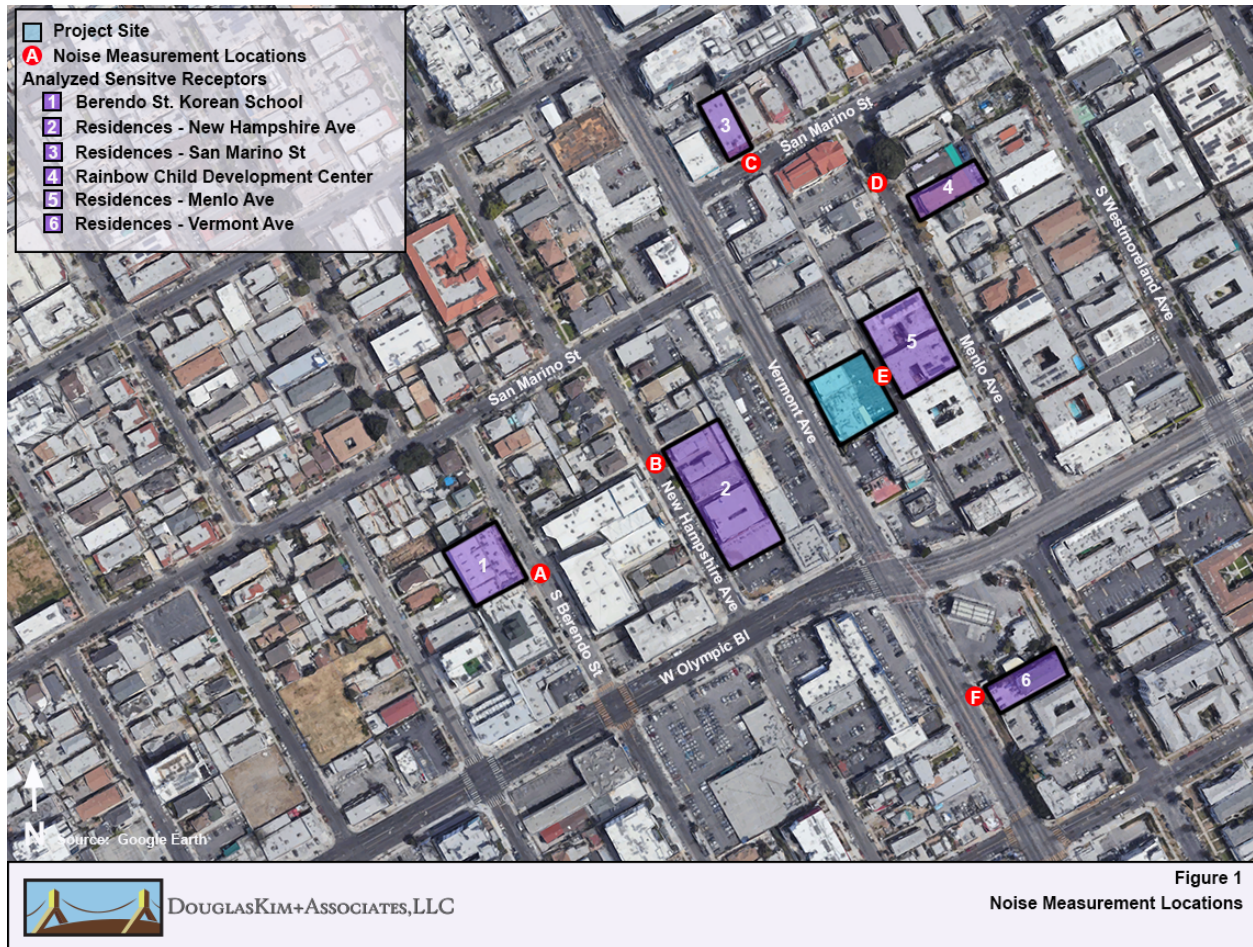 Project Site
A Noise Measurement Locations
Analyzed Sensitve Receptors
1 Berendo St. Korean School
2 Residences - New Hampshire Ave
3 Residences - San Marino St
4 Rainbow Child Development Center
5 Residences - Menlo Ave
6 Residences - Vermont Ave
3
C
San Marino St
D
4
S Westmoreland Ave
5
Menlo Ave
E
Vermont Ave
San Marino St
B
2
New Hampshire Ave
1
A
S Berendo St
W Olympic Bl
6
F
N
Source: Google Earth
DOUGLASKIM+ASSOCIATES,LLC
Figure 1
Noise Measurement Locations